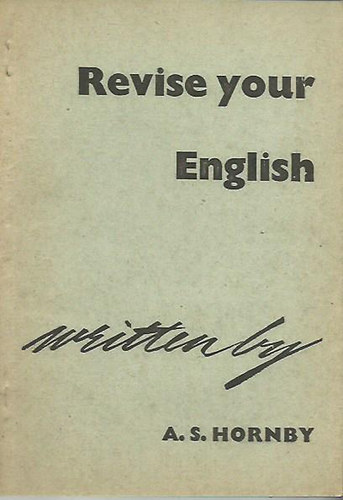 Revise your
English
written by
A. S. HORNBY